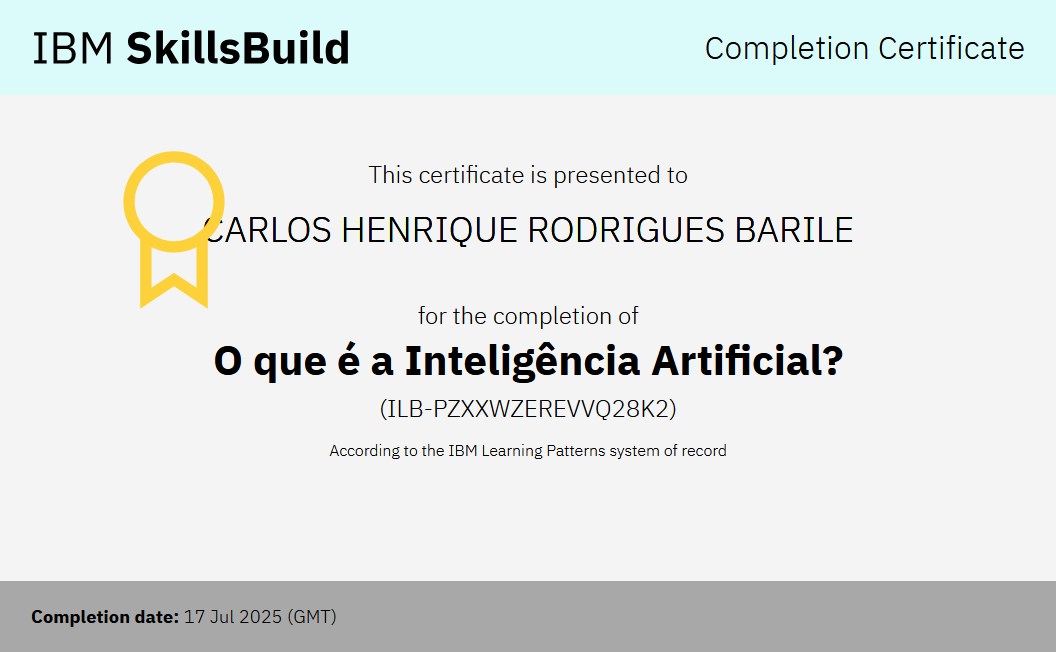 IBM SkillsBuild
Completion Certificate
This certificate is presented to
CARLOS HENRIQUE RODRIGUES BARILE
for the completion of
O que é a Inteligência Artificial?
(ILB-PZXXWZEREVVQ28K2)
According to the IBM Learning Patterns system of record
Completion date: 17 Jul 2025 (GMT)